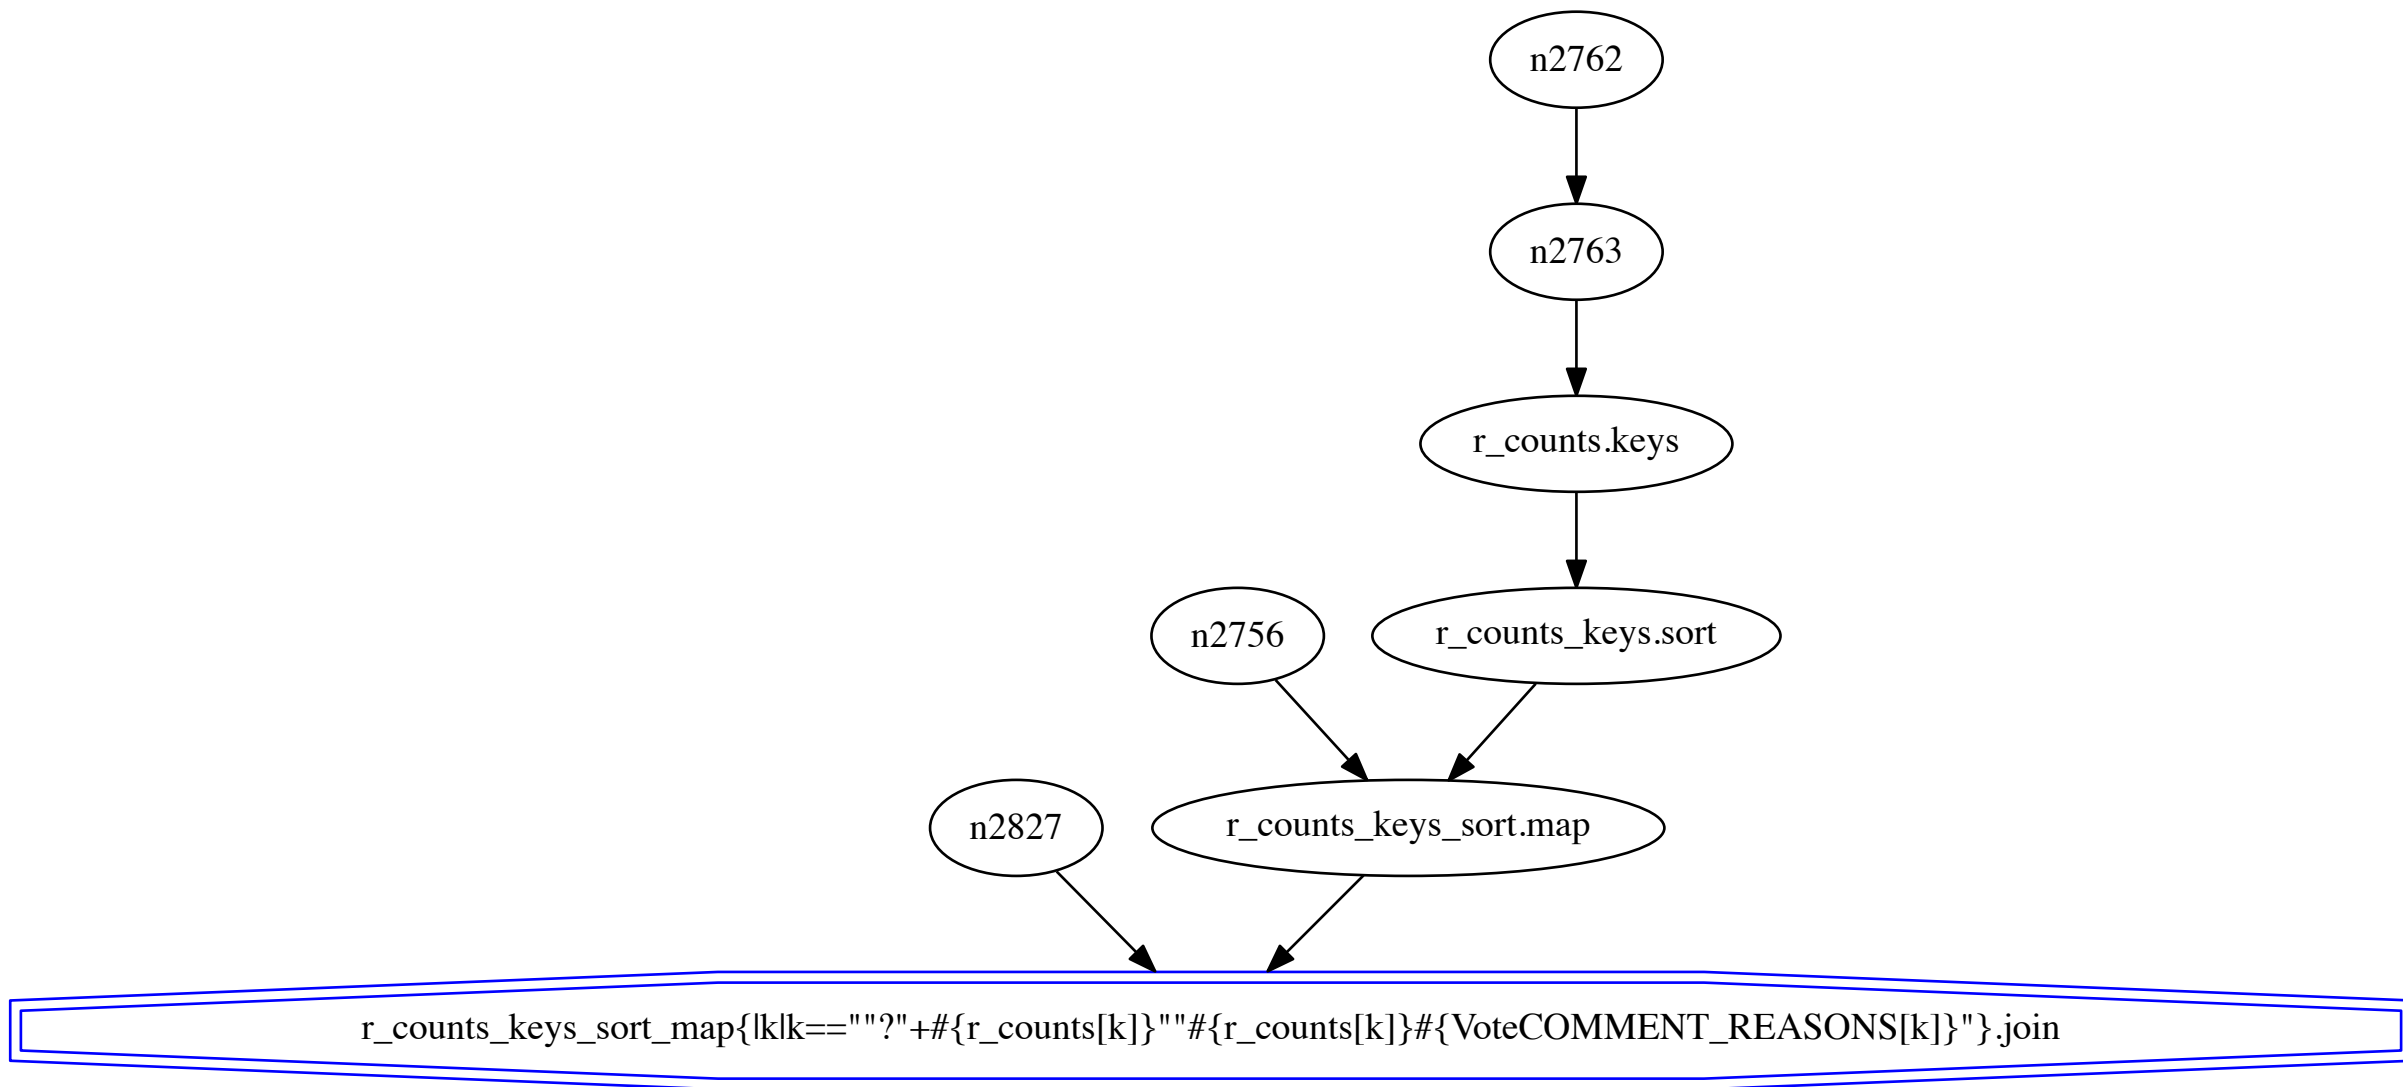 n2762
n2763
r_counts.keys
n2756
r_counts_keys.sort
n2827
r_counts_keys_sort.map
r_counts_keys_sort_map{|k|k==""?"+#{r_counts[k]}""#{r_counts[k]}#{VoteCOMMENT_REASONS[k]}"}.join